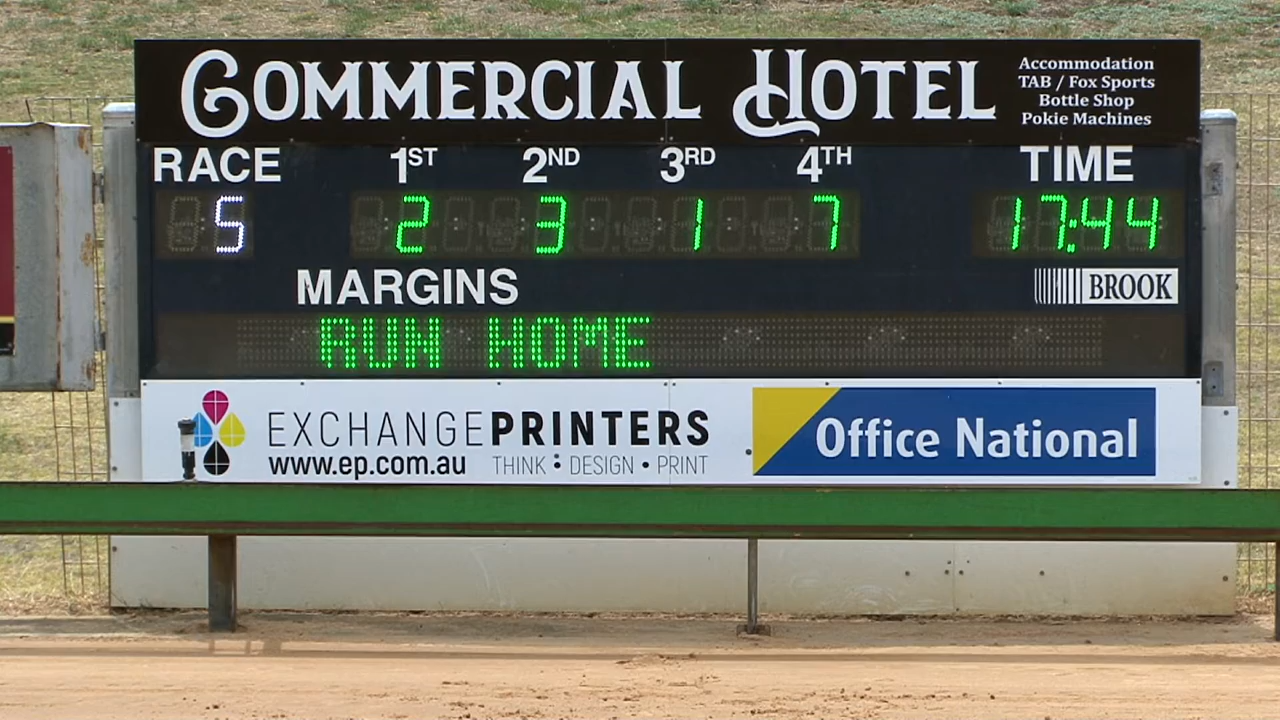 COMMERCIAL HOTEL
Accommodation
TAB / Fox Sports
Bottle Shop
Pokie Machines
RACE 1ST 2ND 3RD 4TH TIME
5 2 3 1 7 17:44
MARGINS
BROOK
RUN HOME
EXCHANGEPRINTERS
www.ep.com.au THINK • DESIGN • PRINT
Office National